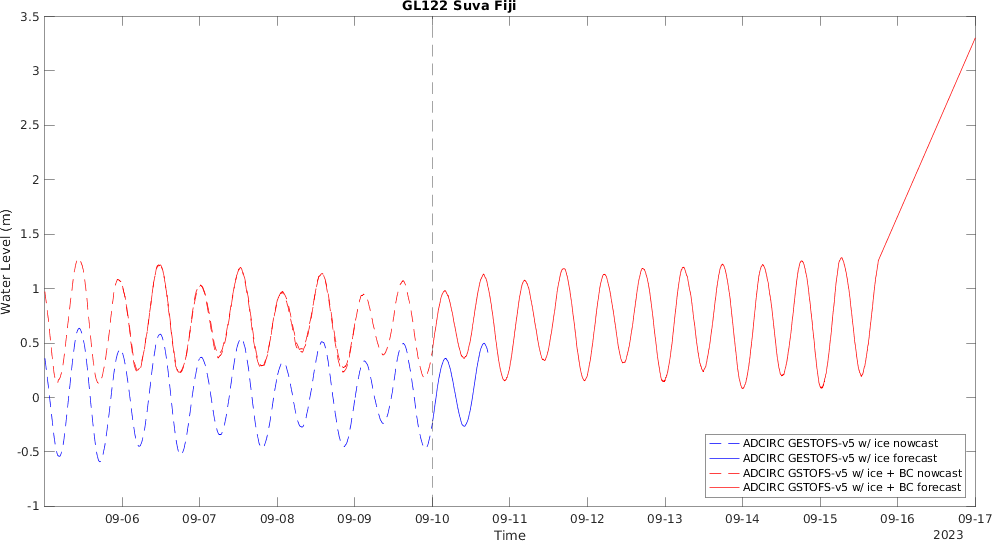 GL122 Suva Fiji
3.5
3
2.5
2
1.5
1
0.5
0
-0.5
-1
Water Level (m)
09-06 09-07 09-08 09-09 09-10 09-11 09-12 09-13 09-14 09-15 09-16 09-17
Time
2023
ADCIRC GESTOFS-v5 w/ ice nowcast
ADCIRC GESTOFS-v5 w/ ice forecast
ADCIRC GSTOFS-v5 w/ ice + BC nowcast
ADCIRC GSTOFS-v5 w/ ice + BC forecast